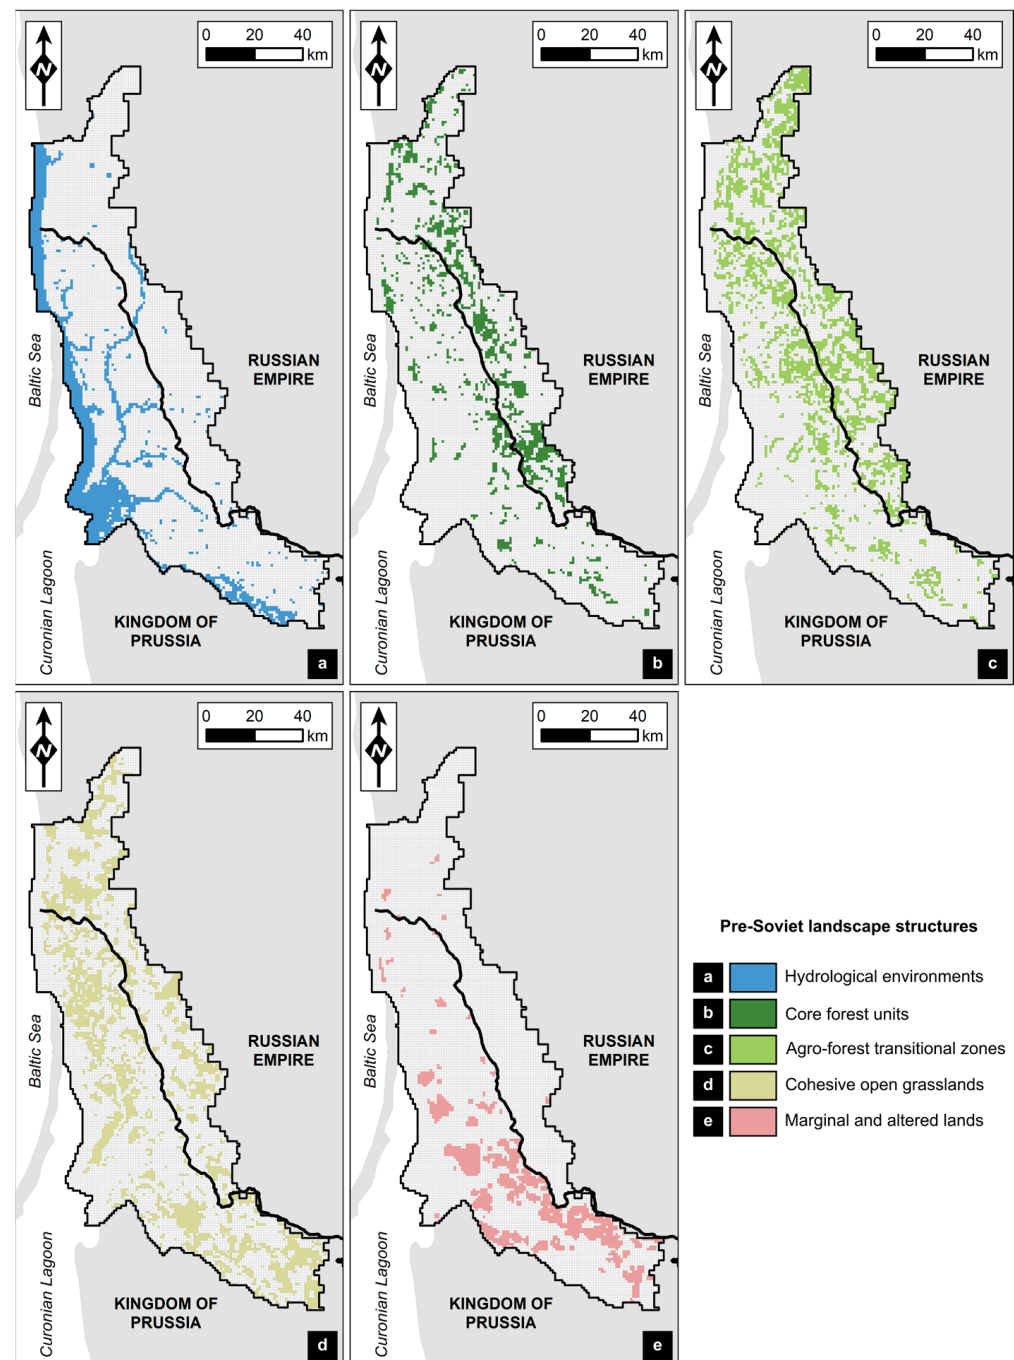 N
0 20 40
km
Baltic Sea
RUSSIAN
EMPIRE
Curonian Lagoon
KINGDOM OF
PRUSSIA
a
N
0 20 40
km
Baltic Sea
RUSSIAN
EMPIRE
Curonian Lagoon
KINGDOM OF
PRUSSIA
b
N
0 20 40
km
Baltic Sea
RUSSIAN
EMPIRE
Curonian Lagoon
KINGDOM OF
PRUSSIA
c
N
0 20 40
km
Baltic Sea
RUSSIAN
EMPIRE
Curonian Lagoon
KINGDOM OF
PRUSSIA
d
N
0 20 40
km
Baltic Sea
RUSSIAN
EMPIRE
Curonian Lagoon
KINGDOM OF
PRUSSIA
e
Pre-Soviet landscape structures
a Hydrological environments
b Core forest units
c Agro-forest transitional zones
d Cohesive open grasslands
e Marginal and altered lands